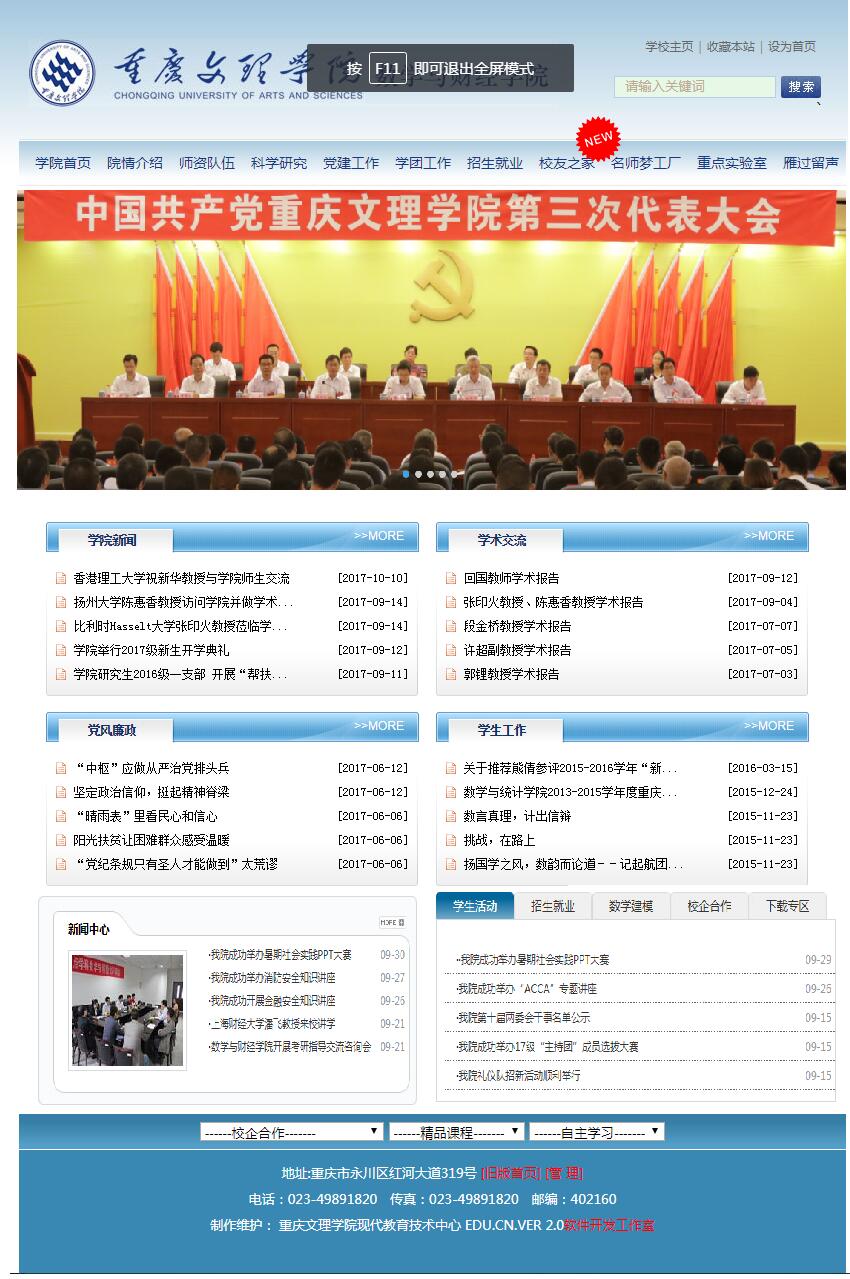 学校主页 | 收藏本站 | 设为首页
重庆文理学院
CHONGQING UNIVERSITY OF ARTS AND SCIENCES
数学与财经学院
按 F11 即可退出全屏模式
请输入关键词 搜索
NEW
学院首页 院情介绍 师资队伍 科学研究 党建工作 学团工作 招生就业 校友之家 名师梦工厂 重点实验室 雁过留声
中国共产党重庆文理学院第三次代表大会
学院新闻 >>MORE
香港理工大学祝新华教授与学院师生交流 [2017-10-10]
扬州大学陈惠香教授访问学院并做学术... [2017-09-14]
比利时Hasselt大学张印火教授莅临学... [2017-09-14]
学院举行2017级新生开学典礼 [2017-09-12]
学院研究生2016级一支部 开展“帮扶... [2017-09-11]
学术交流 >>MORE
回国教师学术报告 [2017-09-12]
张印火教授、陈惠香教授学术报告 [2017-09-04]
段金桥教授学术报告 [2017-07-07]
许超副教授学术报告 [2017-07-05]
郭锂教授学术报告 [2017-07-03]
党风廉政 >>MORE
“中枢”应做从严治党排头兵 [2017-06-12]
坚定政治信仰，挺起精神脊梁 [2017-06-12]
“晴雨表”里看民心和信心 [2017-06-06]
阳光扶贫让困难群众感受温暖 [2017-06-06]
“党纪条规只有圣人才能做到”太荒谬 [2017-06-06]
学生工作 >>MORE
关于推荐熊倩参评2015-2016学年“新... [2016-03-15]
数学与统计学院2013-2015学年度重庆... [2015-12-24]
数言真理，计出信辩 [2015-11-23]
挑战，在路上 [2015-11-23]
扬国学之风，数韵而论道－－记起航团... [2015-11-23]
新闻中心 MORE
·我院成功举办暑期社会实践PPT大赛 09-30
·我院成功举办消防安全知识讲座 09-27
·我院成功开展金融安全知识讲座 09-26
·上海财经大学潘飞教授来校讲学 09-21
·数学与财经学院开展考研指导交流咨询会 09-21
学生活动 招生就业 数学建模 校企合作 下载专区
·我院成功举办暑期社会实践PPT大赛 09-29
·我院成功举办“ACCA”专题讲座 09-26
·我院第十届团委会干事名单公示 09-15
·我院成功举办17级“主持团”成员选拔大赛 09-15
·我院礼仪队招新活动顺利举行 09-15
------校企合作------- ------精品课程------- ------自主学习-------
地址:重庆市永川区红河大道319号 [旧版首页] [管 理]
电话：023-49891820 传真：023-49891820 邮编：402160
制作维护： 重庆文理学院现代教育技术中心 EDU.CN.VER 2.0软件开发工作室